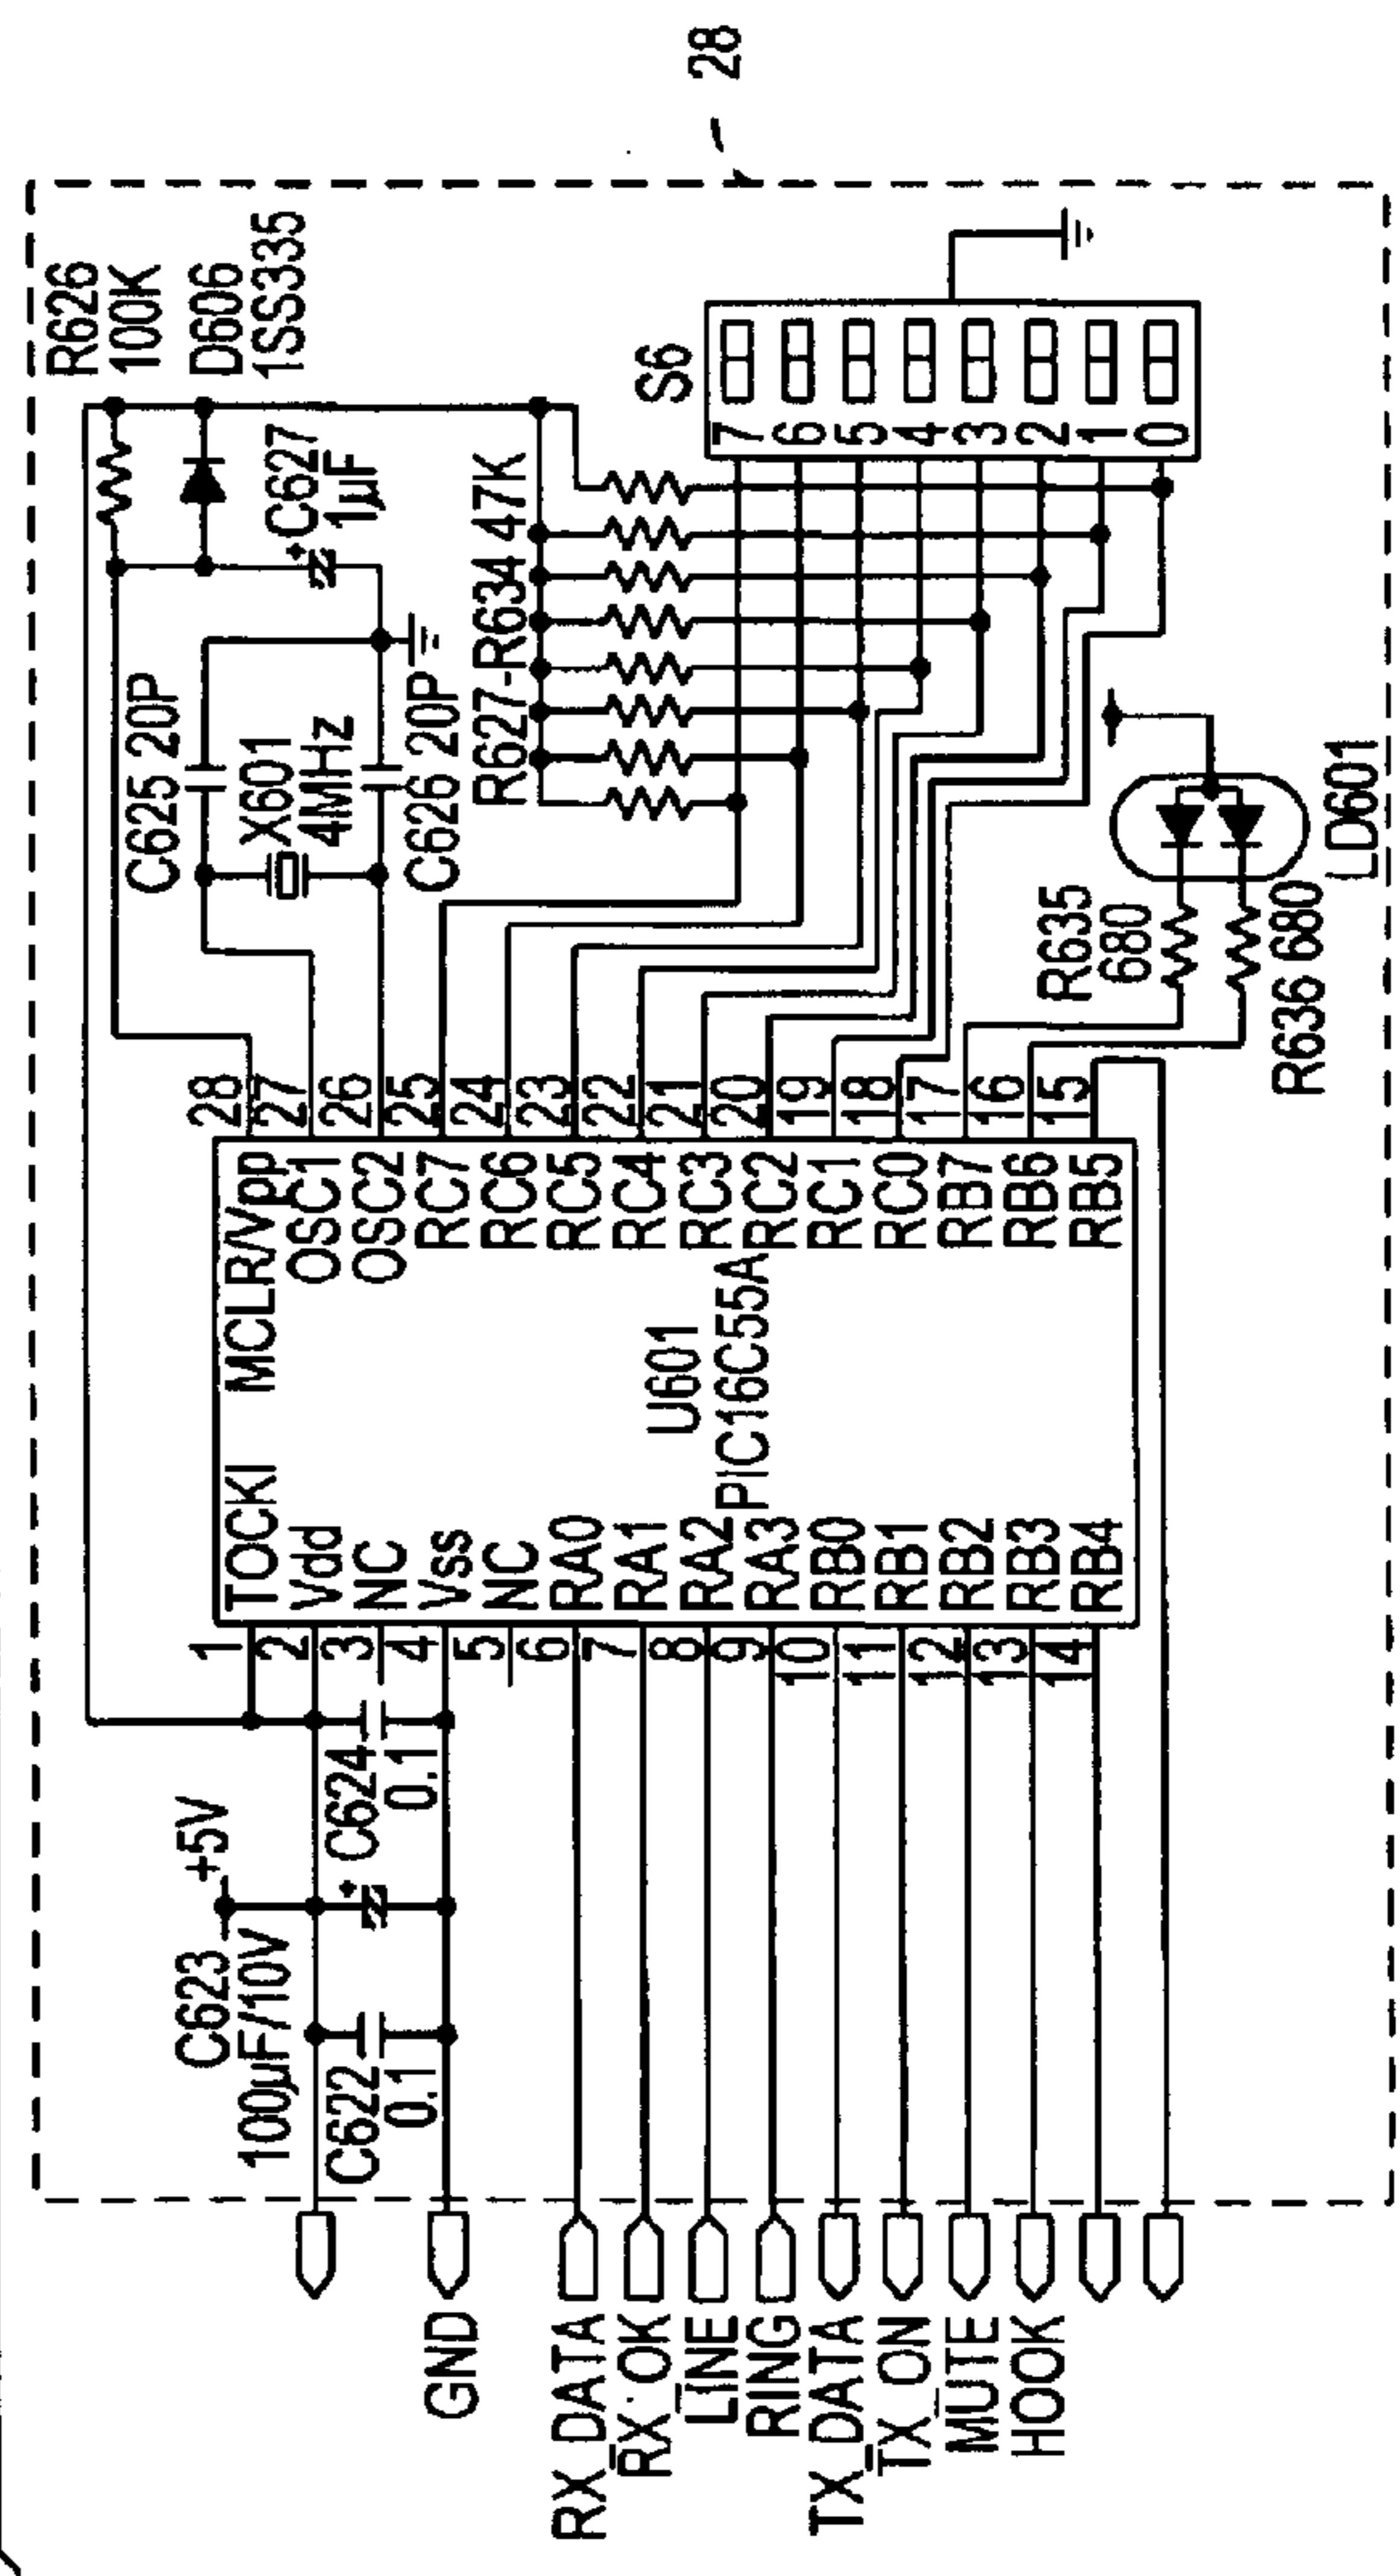 28
R626
100K
D606
1SS335
C627
+
1µF
C625 20P
X601
4MHz
C626 20P
R627-R634 47K
S6
7
6
5
4
3
2
1
0
R635
680
R636 680
LD601
28
27
26
25
24
23
22
21
20
19
18
17
16
15
MCLR/Vpp
OSC1
OSC2
RC7
RC6
RC5
RC4
RC3
RC2
RC1
RC0
RB7
RB6
RB5
U601
PIC16C55A
TOCKI
Vdd
NC
Vss
NC
RA0
RA1
RA2
RA3
RB0
RB1
RB2
RB3
RB4
1
2
3
4
5
6
7
8
9
10
11
12
13
14
+5V
C623
100µF/10V
+
C624
0.1
C622
0.1
GND
RX_DATA
RX_OK
LINE
RING
TX_DATA
TX_ON
MUTE
HOOK